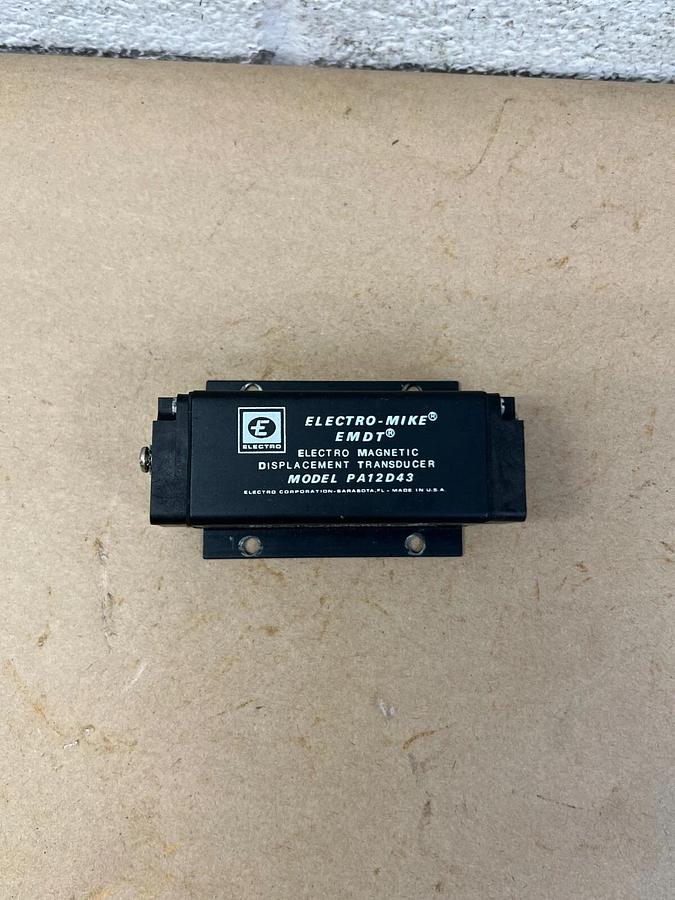 E
ELECTRO
ELECTRO-MIKE®
EMDT®
ELECTRO MAGNETIC
DISPLACEMENT TRANSDUCER
MODEL PA12D43
ELECTRO CORPORATION-SARASOTA, FL - MADE IN U.S.A.